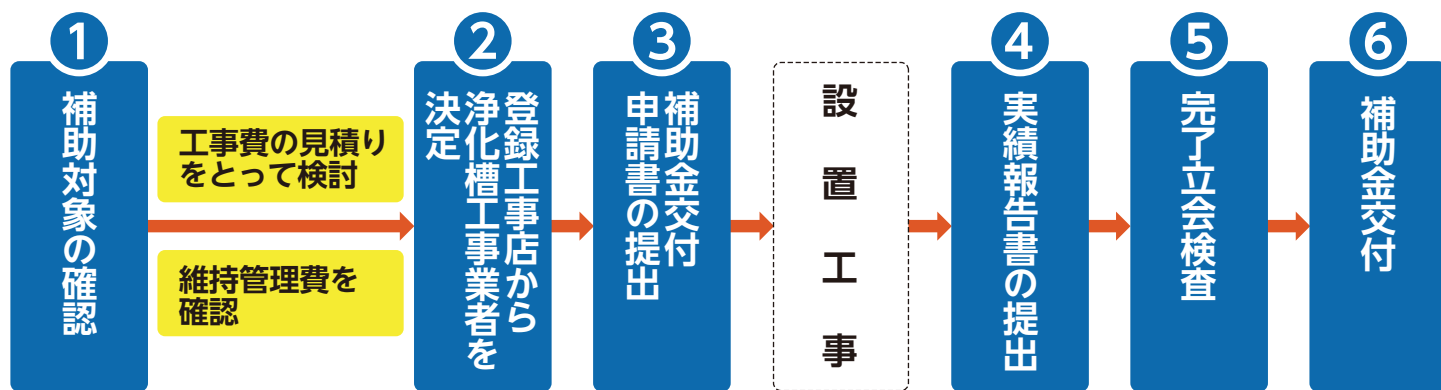 1
補助対象の確認
工事費の見積り
をとって検討
維持管理費を
確認
2
登録工事店から
浄化槽工事業者を
決定
3
補助金交付
申請書の提出
設置工事
4
実績報告書の提出
5
完了立会検査
6
補助金交付